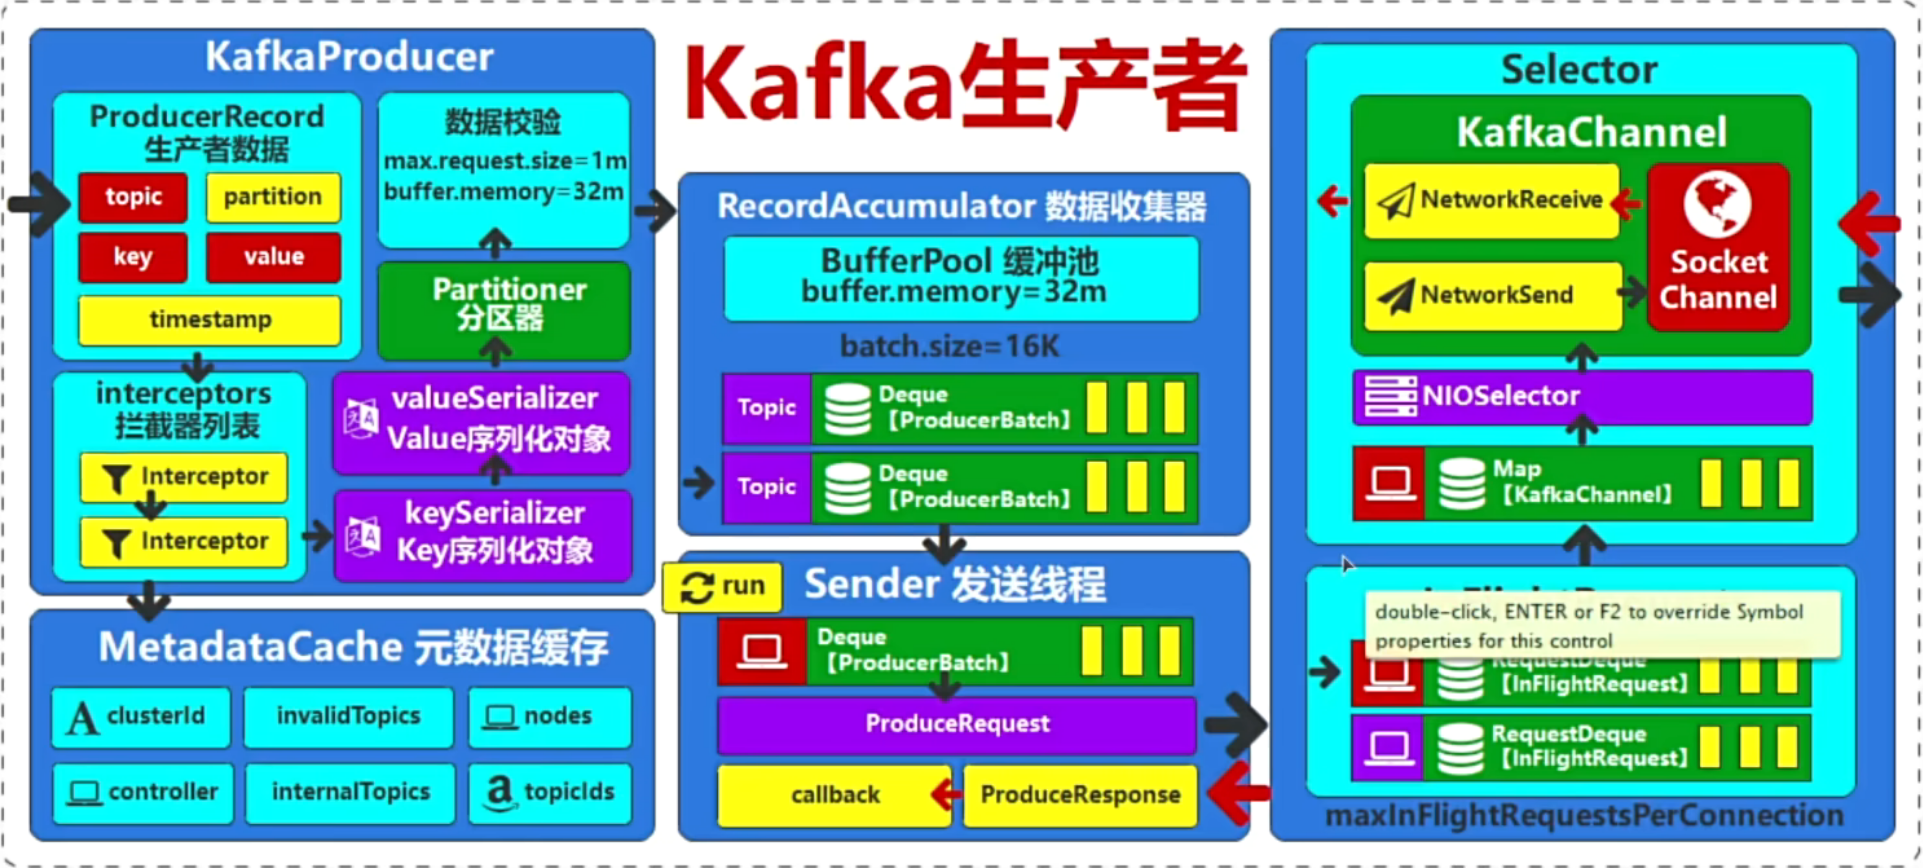 KafkaProducer
ProducerRecord
生产者数据
topic
partition
key
value
timestamp
interceptors
拦截器列表
Interceptor
Interceptor
数据校验
max.request.size=1m
buffer.memory=32m
Partitioner
分区器
valueSerializer
Value序列化对象
keySerializer
Key序列化对象
MetadataCache 元数据缓存
clusterId
invalidTopics
nodes
controller
internalTopics
topicIds
Kafka生产者
RecordAccumulator 数据收集器
BufferPool 缓冲池
buffer.memory=32m
batch.size=16K
Topic
Deque
【ProducerBatch】
Topic
Deque
【ProducerBatch】
run
Sender 发送线程
Deque
【ProducerBatch】
ProduceRequest
callback
ProduceResponse
Selector
KafkaChannel
NetworkReceive
NetworkSend
Socket
Channel
NIOSelector
Map
【KafkaChannel】
double-click, ENTER or F2 to override Symbol
properties for this control
RequestDeque
【InFlightRequest】
RequestDeque
【InFlightRequest】
maxInFlightRequestsPerConnection